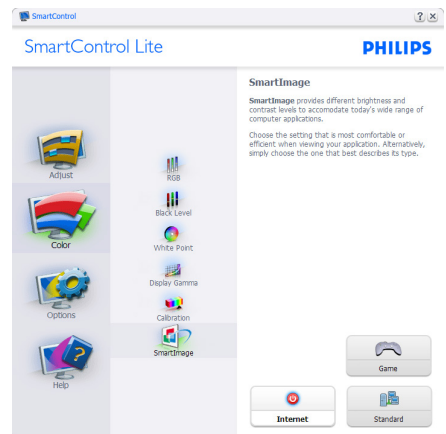 SmartControl
SmartControl Lite
PHILIPS
Adjust
Color
Options
Help
RGB
Black Level
White Point
Display Gamma
Calibration
SmartImage
SmartImage
SmartImage provides different brightness and
contrast levels to accomodate today's wide range of
computer applications.
Choose the setting that is most comfortable or
efficient when viewing your application. Alternatively,
simply choose the one that best describes its type.
Game
Internet
Standard